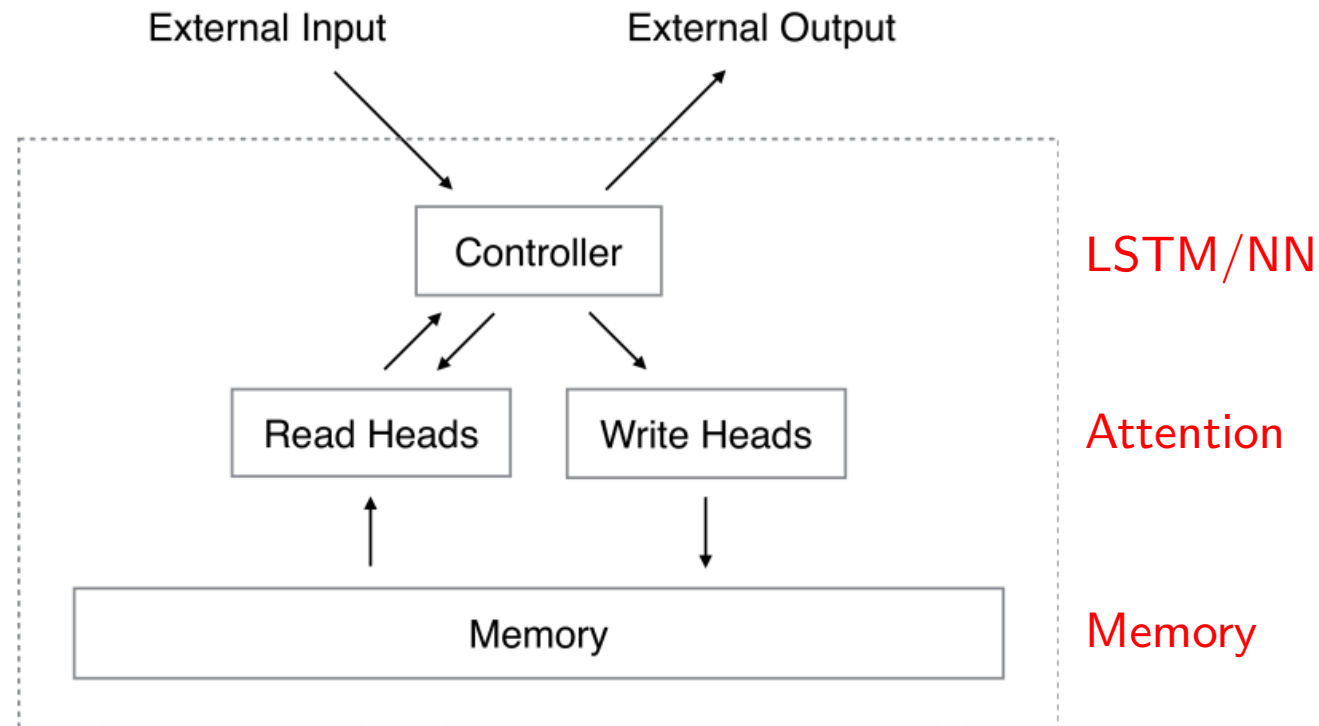 External Input
External Output
Controller
LSTM/NN
Read Heads
Write Heads
Attention
Memory
Memory